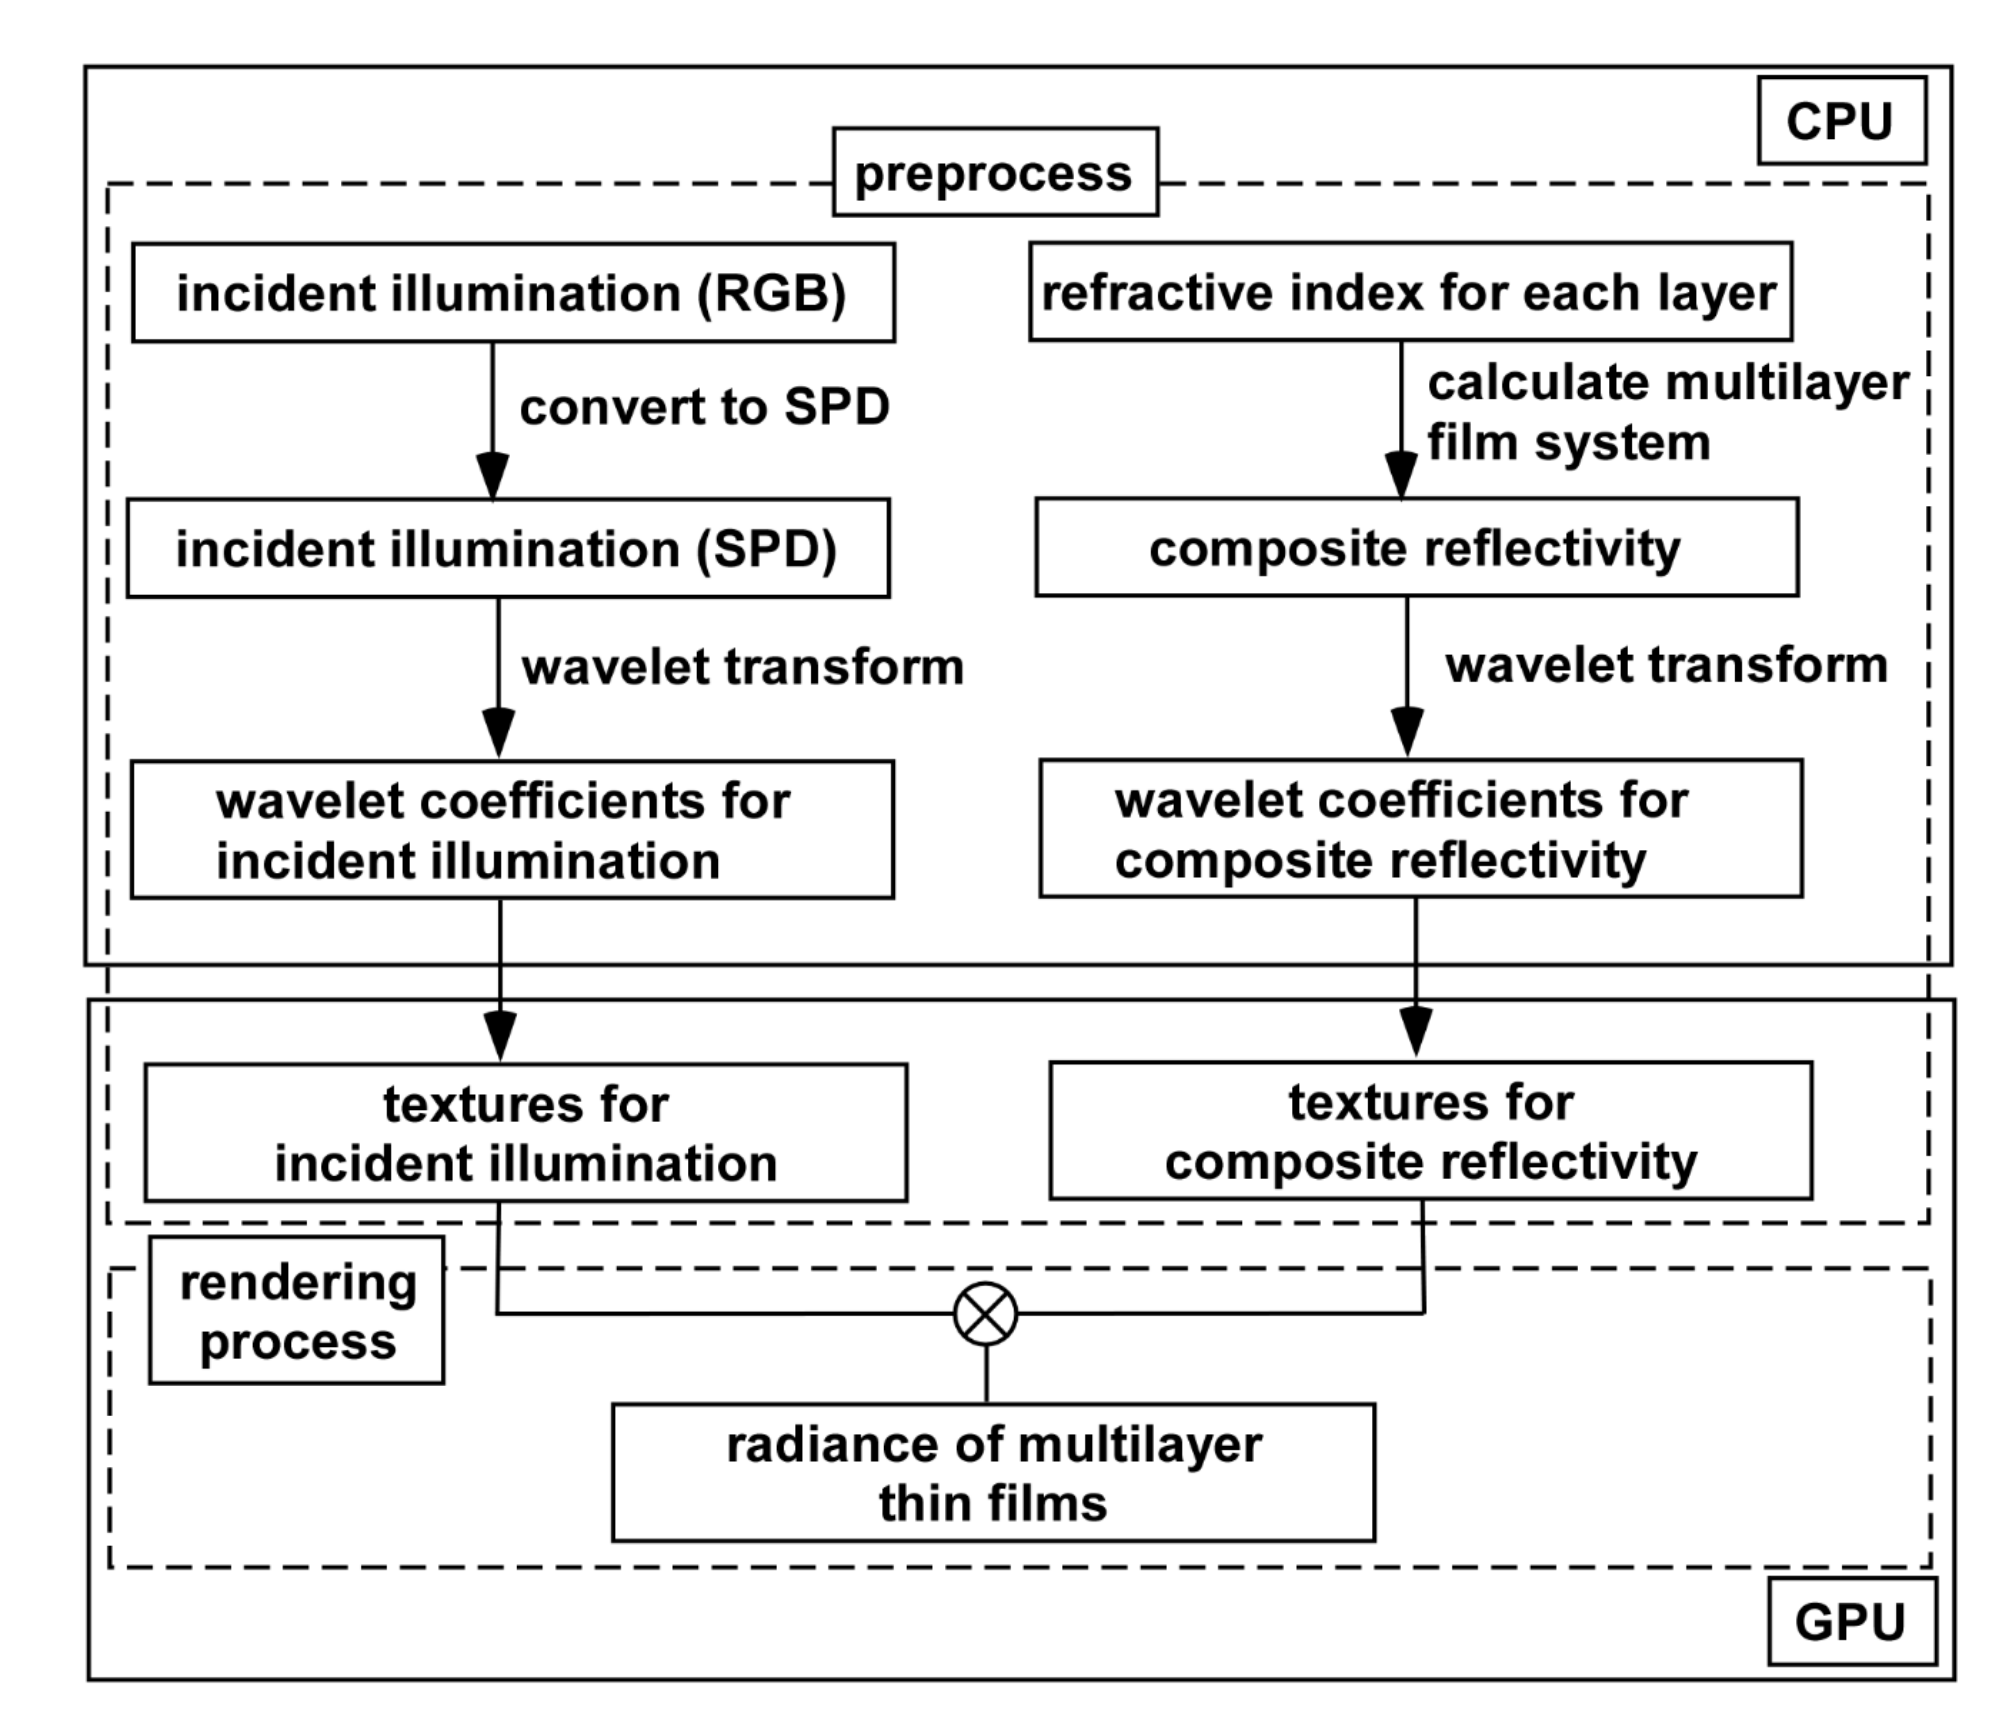 CPU
preprocess
incident illumination (RGB)
refractive index for each layer
convert to SPD
calculate multilayer
film system
incident illumination (SPD)
composite reflectivity
wavelet transform
wavelet transform
wavelet coefficients for
incident illumination
wavelet coefficients for
composite reflectivity
textures for
incident illumination
textures for
composite reflectivity
rendering
process
radiance of multilayer
thin films
GPU